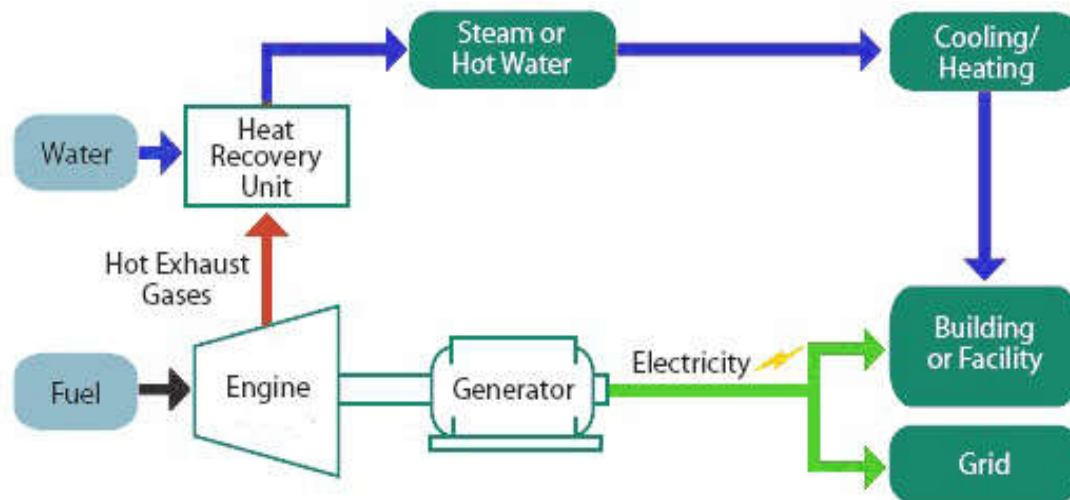 Steam or
Hot Water
Cooling/
Heating
Water
Heat
Recovery
Unit
Hot Exhaust
Gases
Fuel
Engine
Generator
Electricity
Building
or Facility
Grid